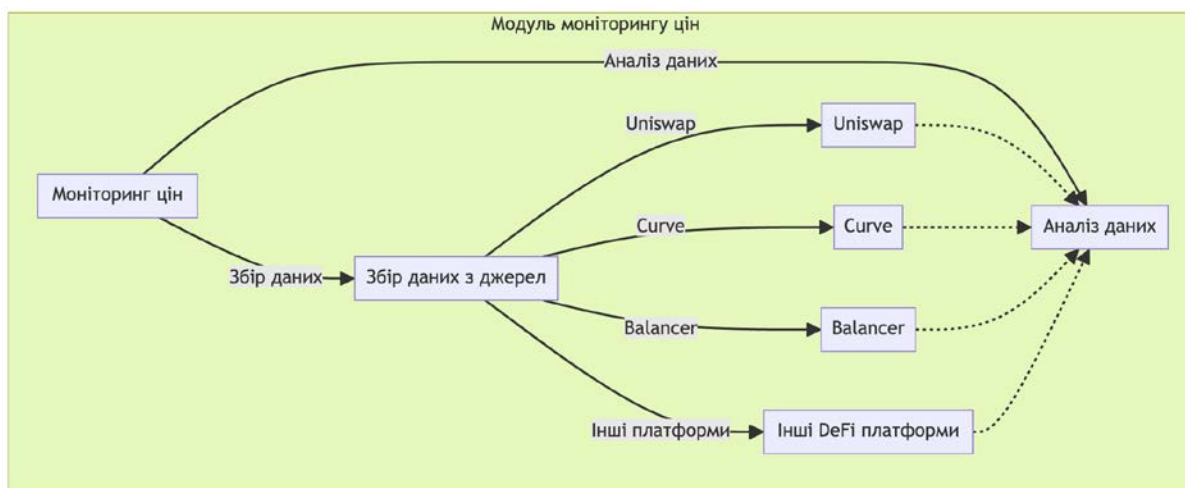 Модуль моніторингу цін
Аналіз даних
Uniswap
Uniswap
Моніторинг цін
Curve
Curve
Аналіз даних
Збір даних
Збір даних з джерел
Balancer
Balancer
Інші платформи
Інші DeFi платформи